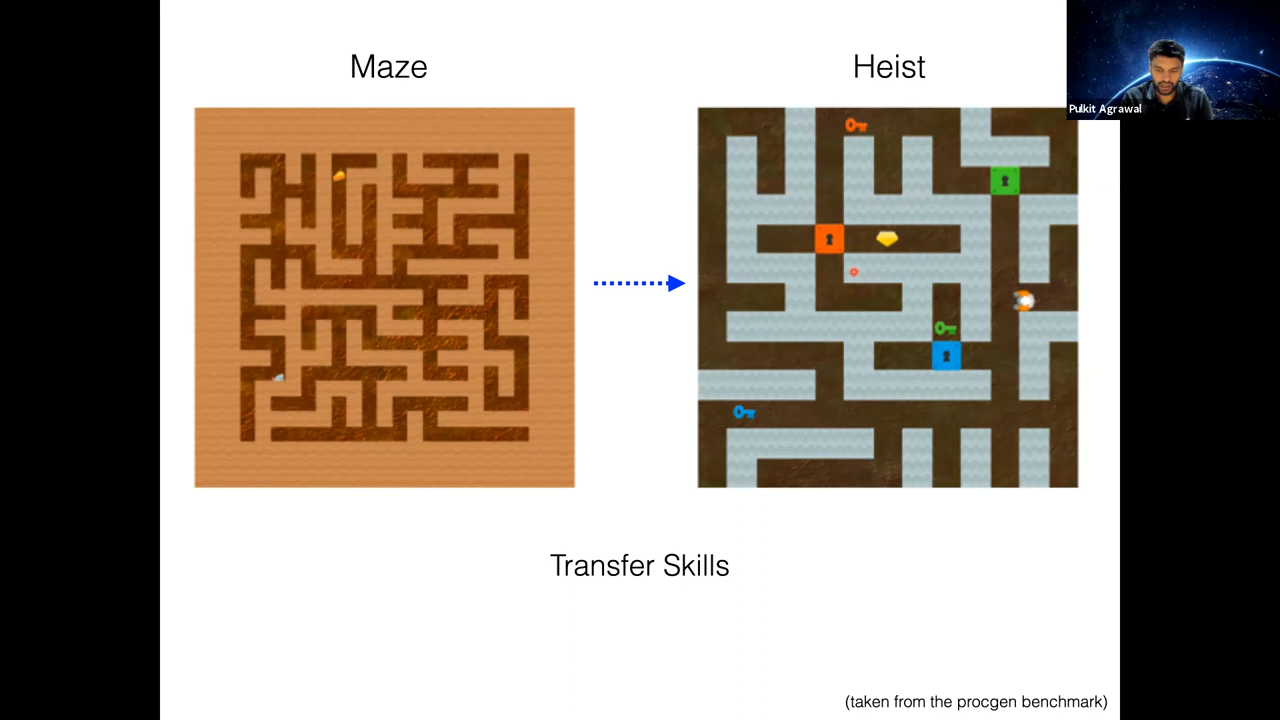 Maze
Heist
Pulkit Agrawal
Transfer Skills
(taken from the procgen benchmark)